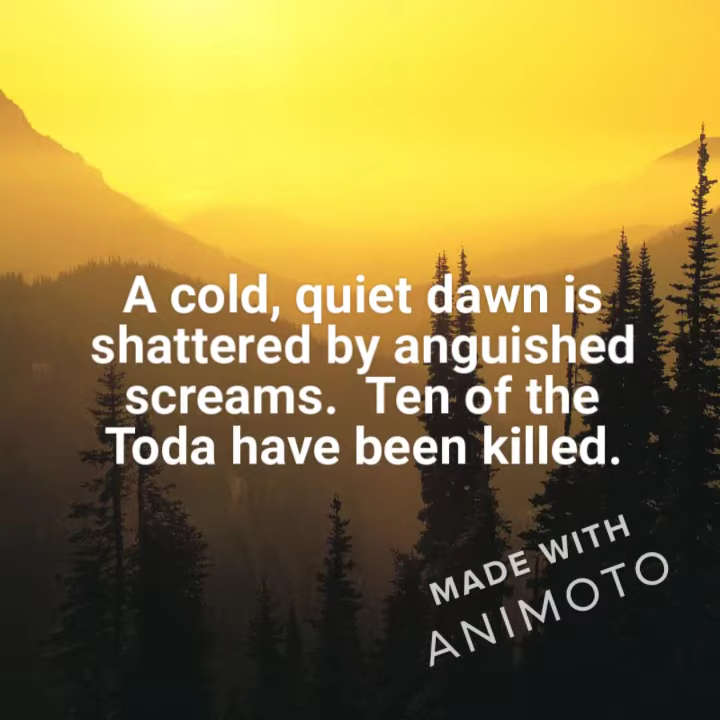 A cold, quiet dawn is
shattered by anguished
screams.  Ten of the
Toda have been killed.
MADE WITH
ANIMOTO